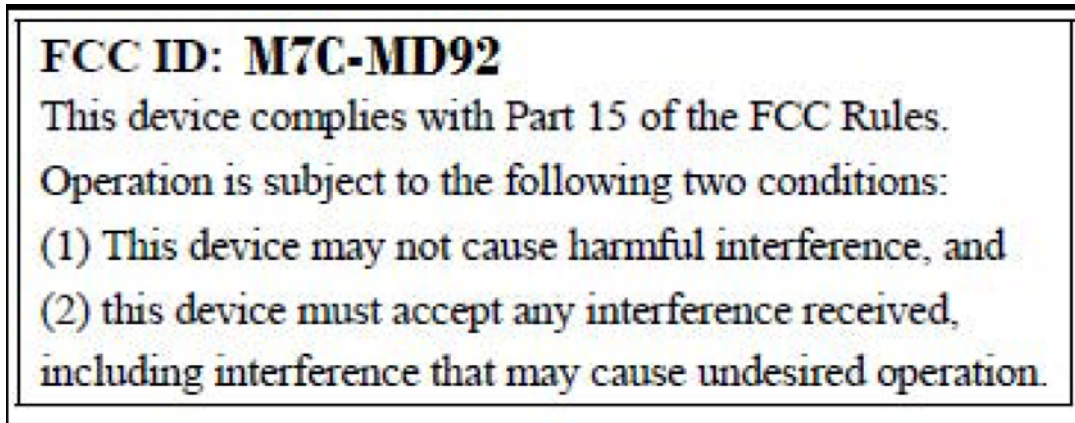 FCC ID: M7C-MD92
This device complies with Part 15 of the FCC Rules.
Operation is subject to the following two conditions:
(1) This device may not cause harmful interference, and
(2) this device must accept any interference received,
including interference that may cause undesired operation.